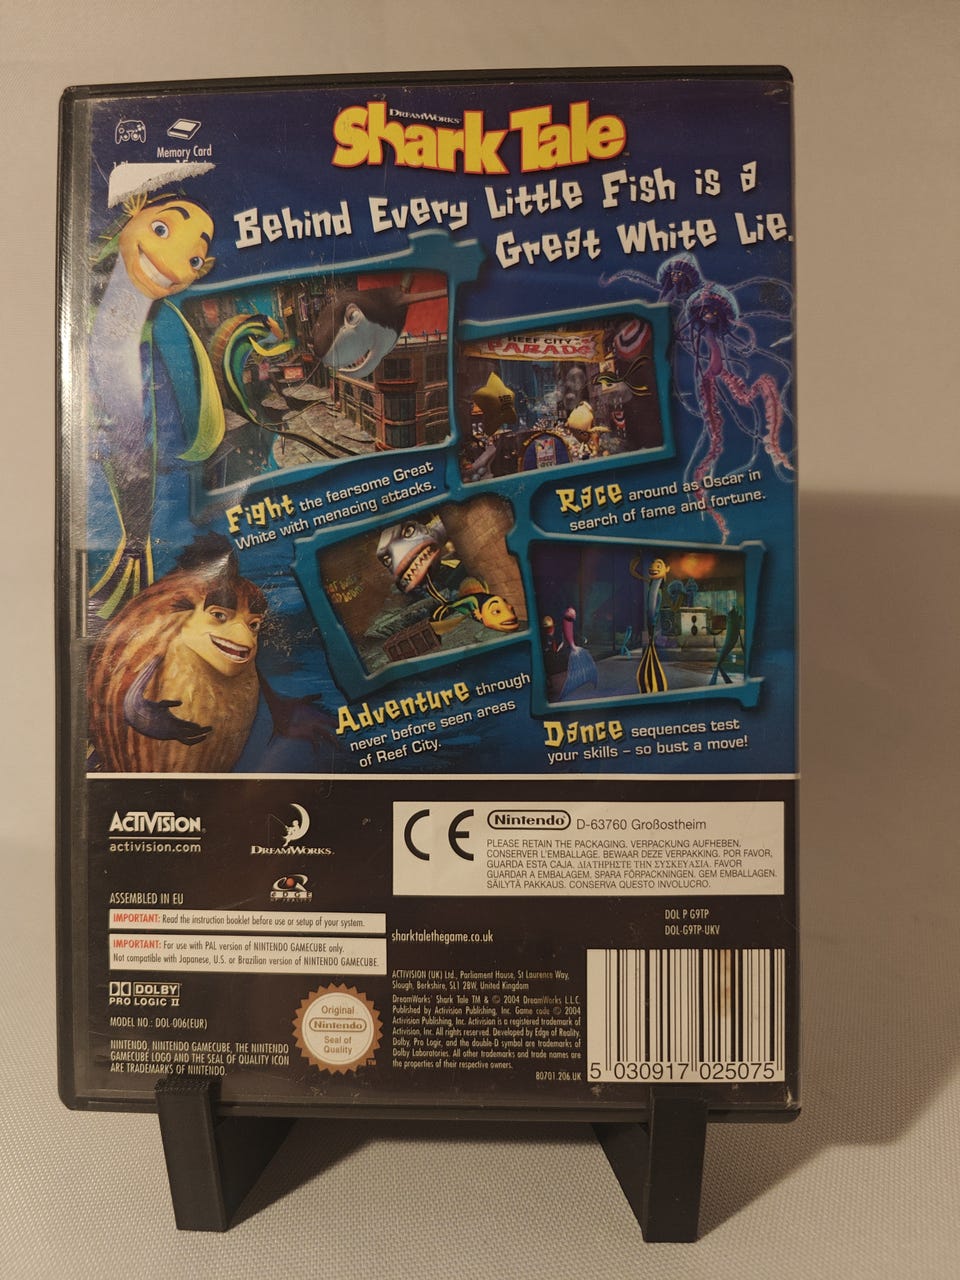 Memory Card
DREAMWORKS
Shark Tale
Behind Every Little Fish is a
Great White Lie.
REEF CITY
PARADE
Fight the fearsome Great
White with menacing attacks.
Race around as Oscar in
search of fame and fortune.
Adventure through
never before seen areas
of Reef City.
Dance sequences test
your skills – so bust a move!
ACTIVISION
activision.com
DREAMWORKS
EDGE
OF REALITY
CE Nintendo D-63760 Großostheim
PLEASE RETAIN THE PACKAGING. VERPACKUNG AUFHEBEN.
CONSERVER L'EMBALLAGE. BEWAAR DEZE VERPAKKING. POR FAVOR,
GUARDA ESTA CAJA. ΔΙΑΤΗΡΗΣΤΕ ΤΗΝ ΣΥΣΚΕΥΑΣΙΑ. FAVOR
GUARDAR A EMBALAGEM. SPARA FÖRPACKNINGEN. GEM EMBALLAGEN.
SÄILYTÄ PAKKAUS. CONSERVA QUESTO INVOLUCRO.
ASSEMBLED IN EU
IMPORTANT: Read the instruction booklet before use or setup of your system.
IMPORTANT: For use with PAL version of NINTENDO GAMECUBE only.
Not compatible with Japanese, U.S. or Brazilian version of NINTENDO GAMECUBE.
DOLBY
PRO LOGIC II
MODEL NO.: DOL-006(EUR)
NINTENDO, NINTENDO GAMECUBE, THE NINTENDO
GAMECUBE LOGO AND THE SEAL OF QUALITY ICON
ARE TRADEMARKS OF NINTENDO.
Original
Nintendo
Seal of
Quality
TM
sharktalethegame.co.uk
DOL P G9TP
DOL-G9TP-UKV
ACTIVISION (UK) Ltd., Parliament House, St Laurence Way,
Slough, Berkshire, SL1 2BW, United Kingdom
DreamWorks' Shark Tale TM & © 2004 DreamWorks L.L.C.
Published by Activision Publishing, Inc. Game code © 2004
Activision Publishing, Inc. Activision is a registered trademark of
Activision, Inc. All rights reserved. Developed by Edge of Reality.
Dolby, Pro Logic, and the double-D symbol are trademarks of
Dolby Laboratories. All other trademarks and trade names are
the properties of their respective owners.
80701.206.UK
5 030917 025075